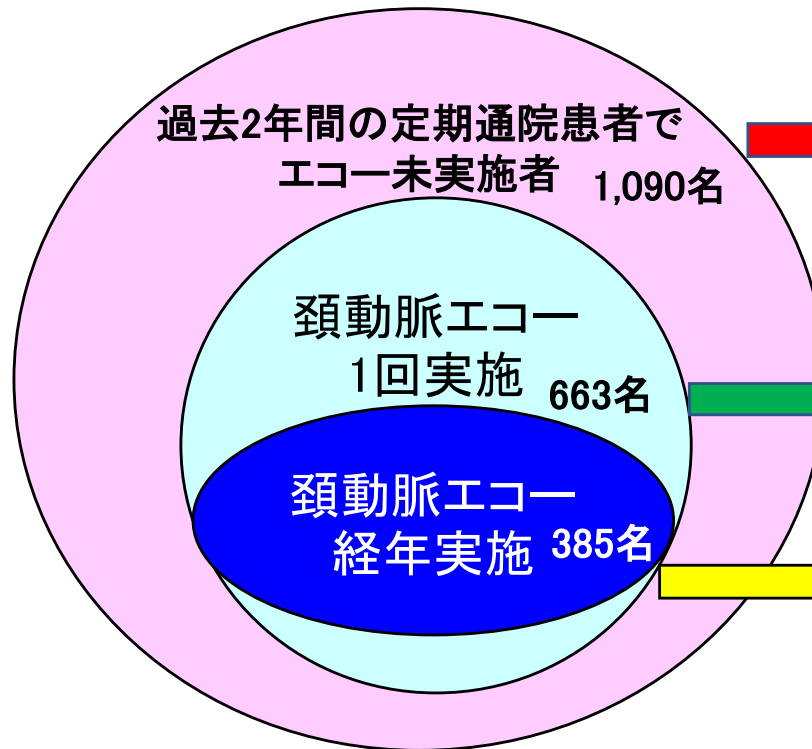 過去2年間の定期通院患者で
エコー未実施者 1,090名
頚動脈エコー
1回実施 663名
頚動脈エコー
経年実施 385名